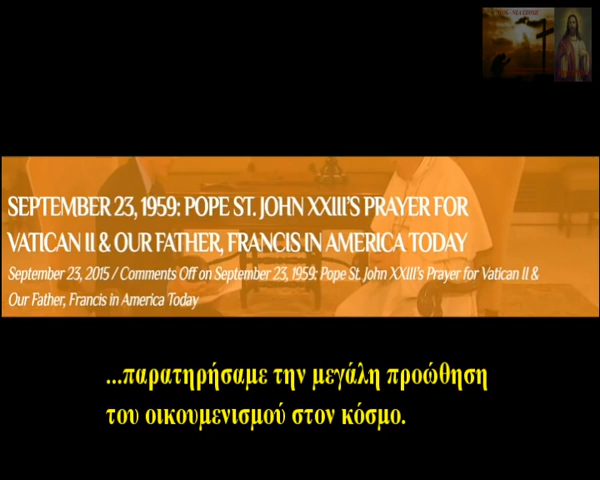 SEPTEMBER 23, 1959: POPE ST. JOHN XXIII'S PRAYER FOR
VATICAN II & OUR FATHER, FRANCIS IN AMERICA TODAY
September 23, 2015 / Comments Off on September 23, 1959: Pope St. John XXIII's Prayer for Vatican II &
Our Father, Francis in America Today
...παρατηρήσαμε την μεγάλη προώθηση
του οικουμενισμού στον κόσμο.